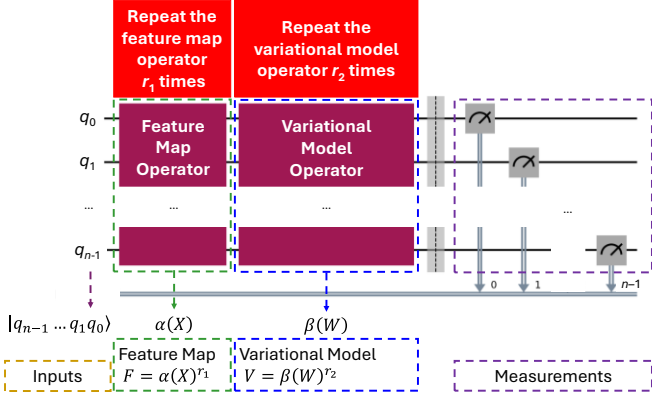 Repeat the
feature map
operator
r₁ times
Repeat the
variational model
operator r₂ times
q₀
Feature
Map
Operator
Variational
Model
Operator
q₁
...
...
...
...
qₙ₋₁
0
1
n−1
|qₙ₋₁ … q₁q₀⟩
α(X)
β(W)
Inputs
Feature Map
F = α(X)^r₁
Variational Model
V = β(W)^r₂
Measurements